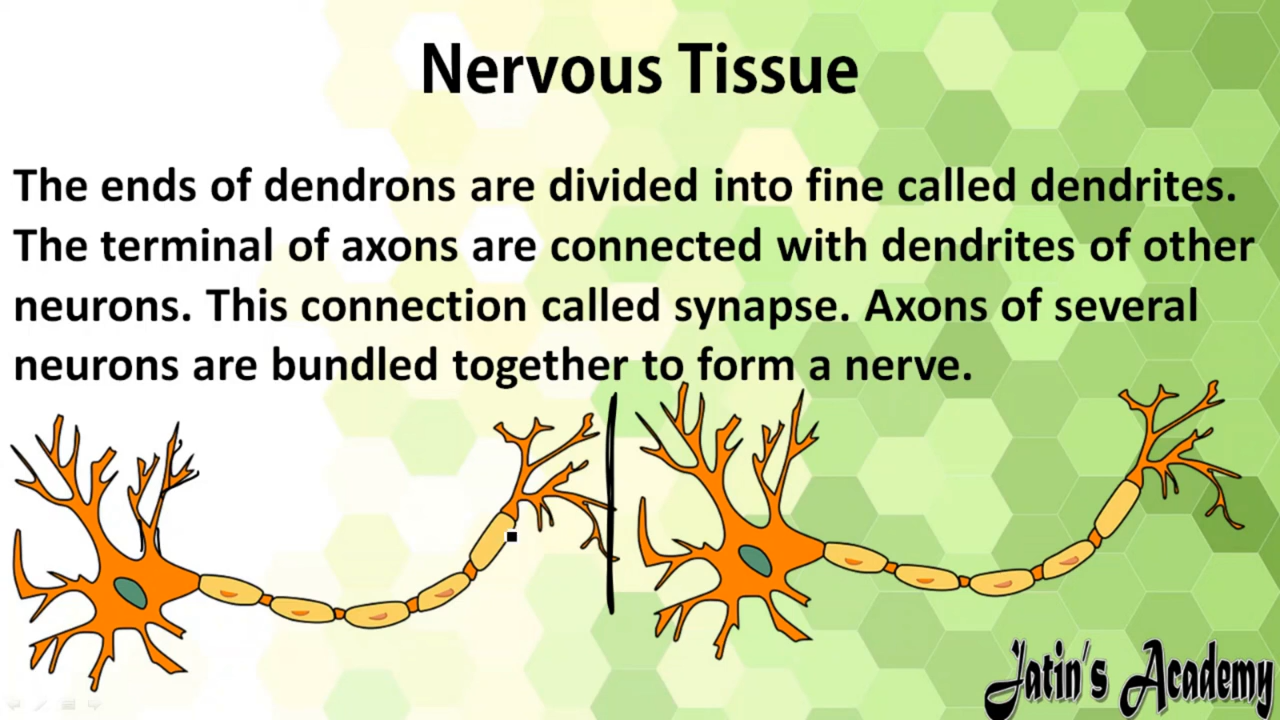 Nervous Tissue
The ends of dendrons are divided into fine called dendrites.
The terminal of axons are connected with dendrites of other
neurons. This connection called synapse. Axons of several
neurons are bundled together to form a nerve.
Jatin's Academy